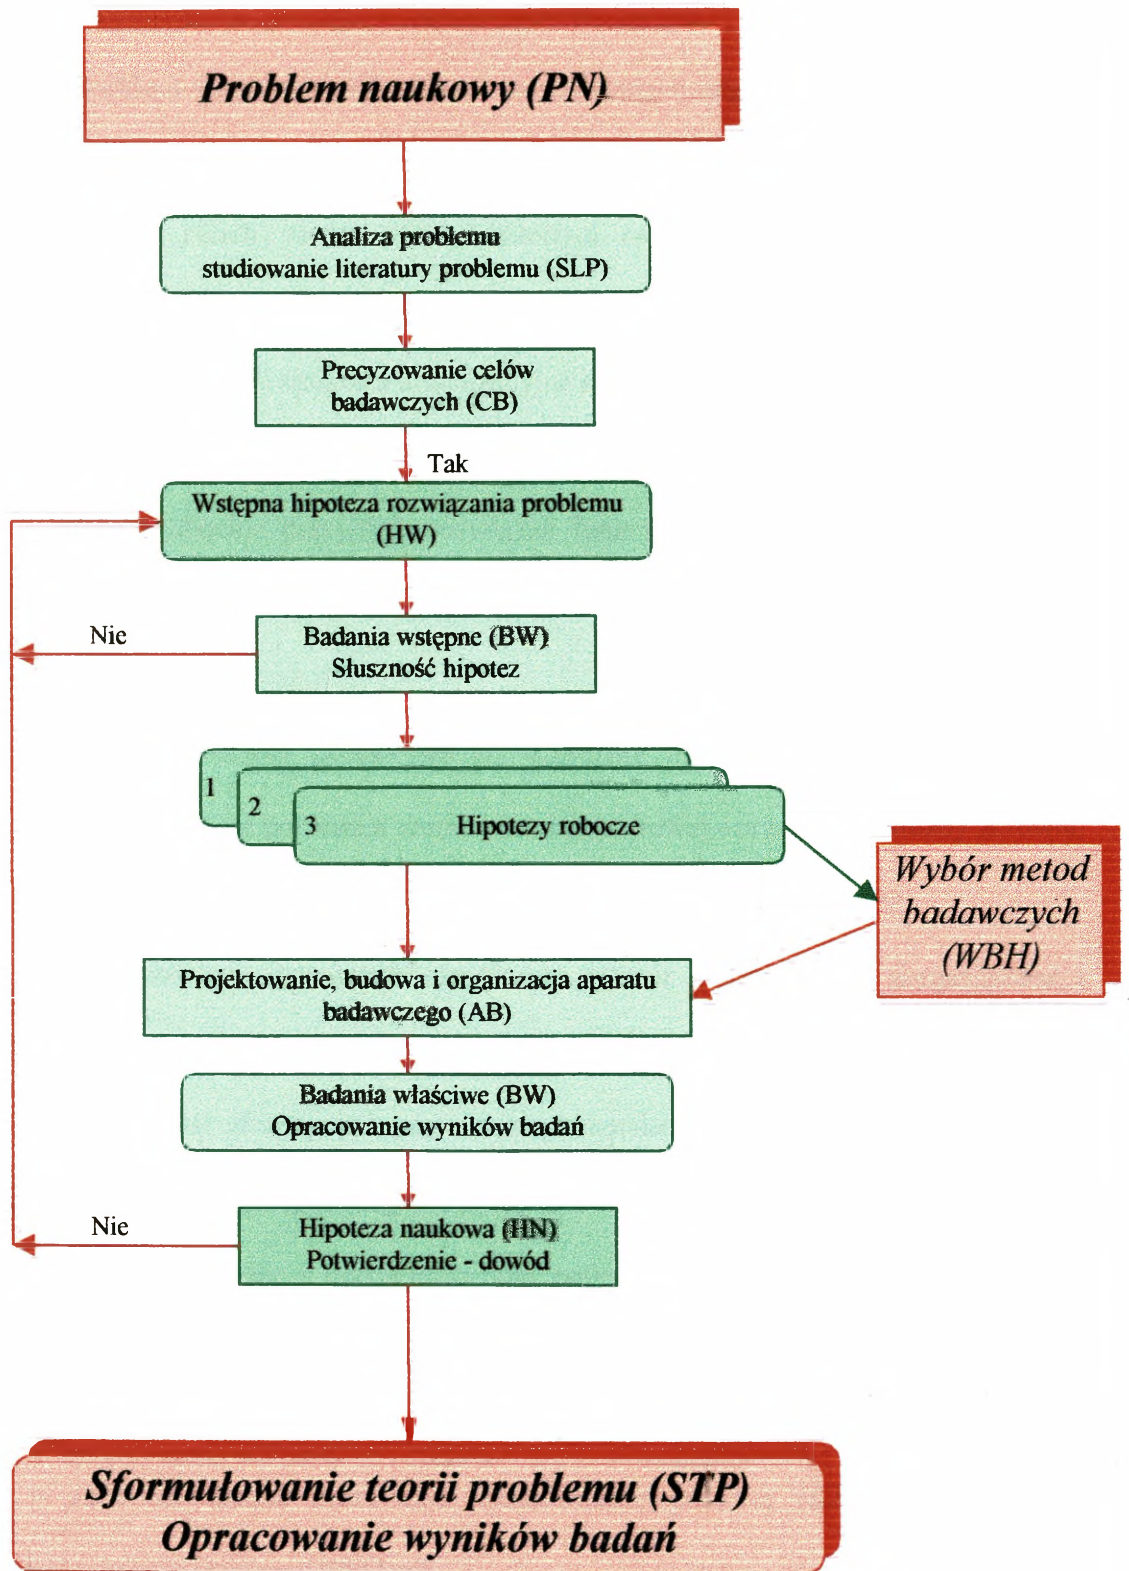 Problem naukowy (PN)
Analiza problemu
studiowanie literatury problemu (SLP)
Precyzowanie celów
badawczych (CB)
Tak
Wstępna hipoteza rozwiązania problemu
(HW)
Nie
Badania wstępne (BW)
Słuszność hipotez
1
2
3 Hipotezy robocze
Wybór metod
badawczych
(WBH)
Projektowanie, budowa i organizacja aparatu
badawczego (AB)
Badania właściwe (BW)
Opracowanie wyników badań
Nie
Hipoteza naukowa (HN)
Potwierdzenie - dowód
Sformułowanie teorii problemu (STP)
Opracowanie wyników badań